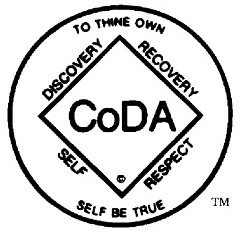 TO THINE OWN
DISCOVERY
RECOVERY
CoDA
SELF
RESPECT
©
SELF BE TRUE
TM